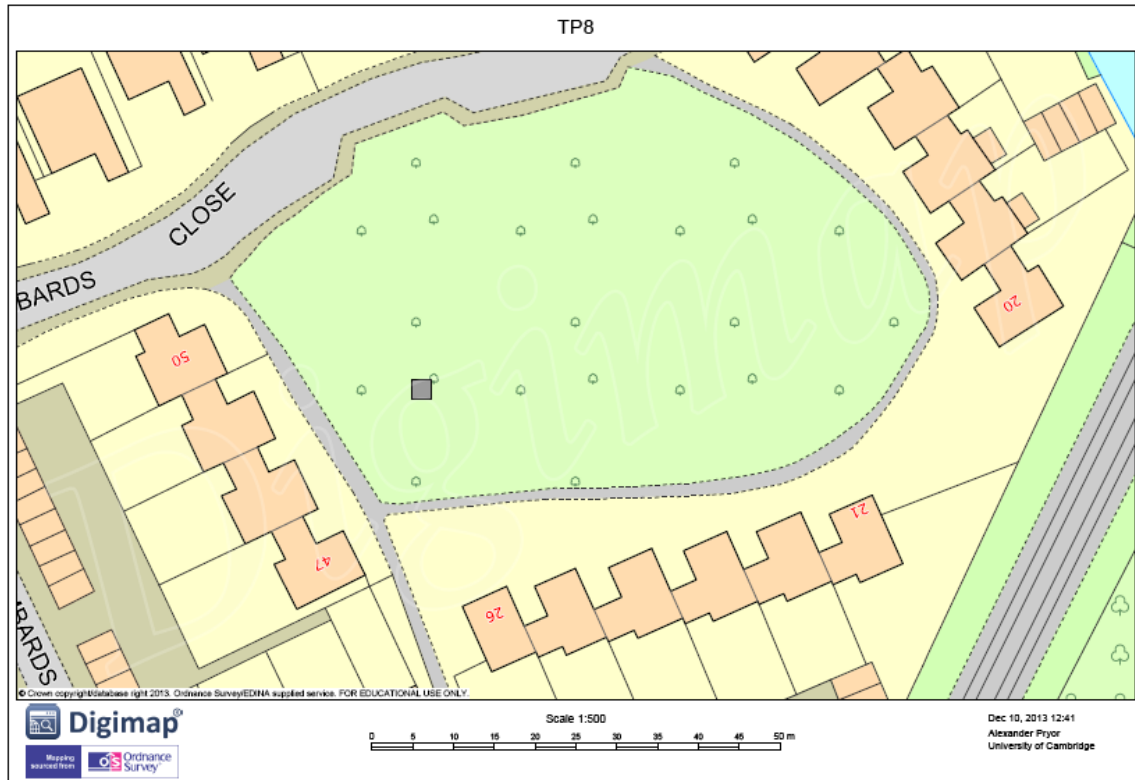 TP8
CLOSE
BARDS
50
47
20
21
26
BARDS
Digimap
© Crown copyright/database right 2013. Ordnance Survey/EDINA supplied service. FOR EDUCATIONAL USE ONLY.
Digimap®
Mapping
sourced from
OS Ordnance
Survey®
Scale 1:500
0 5 10 15 20 25 30 35 40 45 50 m
Dec 10, 2013 12:41
Alexander Pryor
University of Cambridge